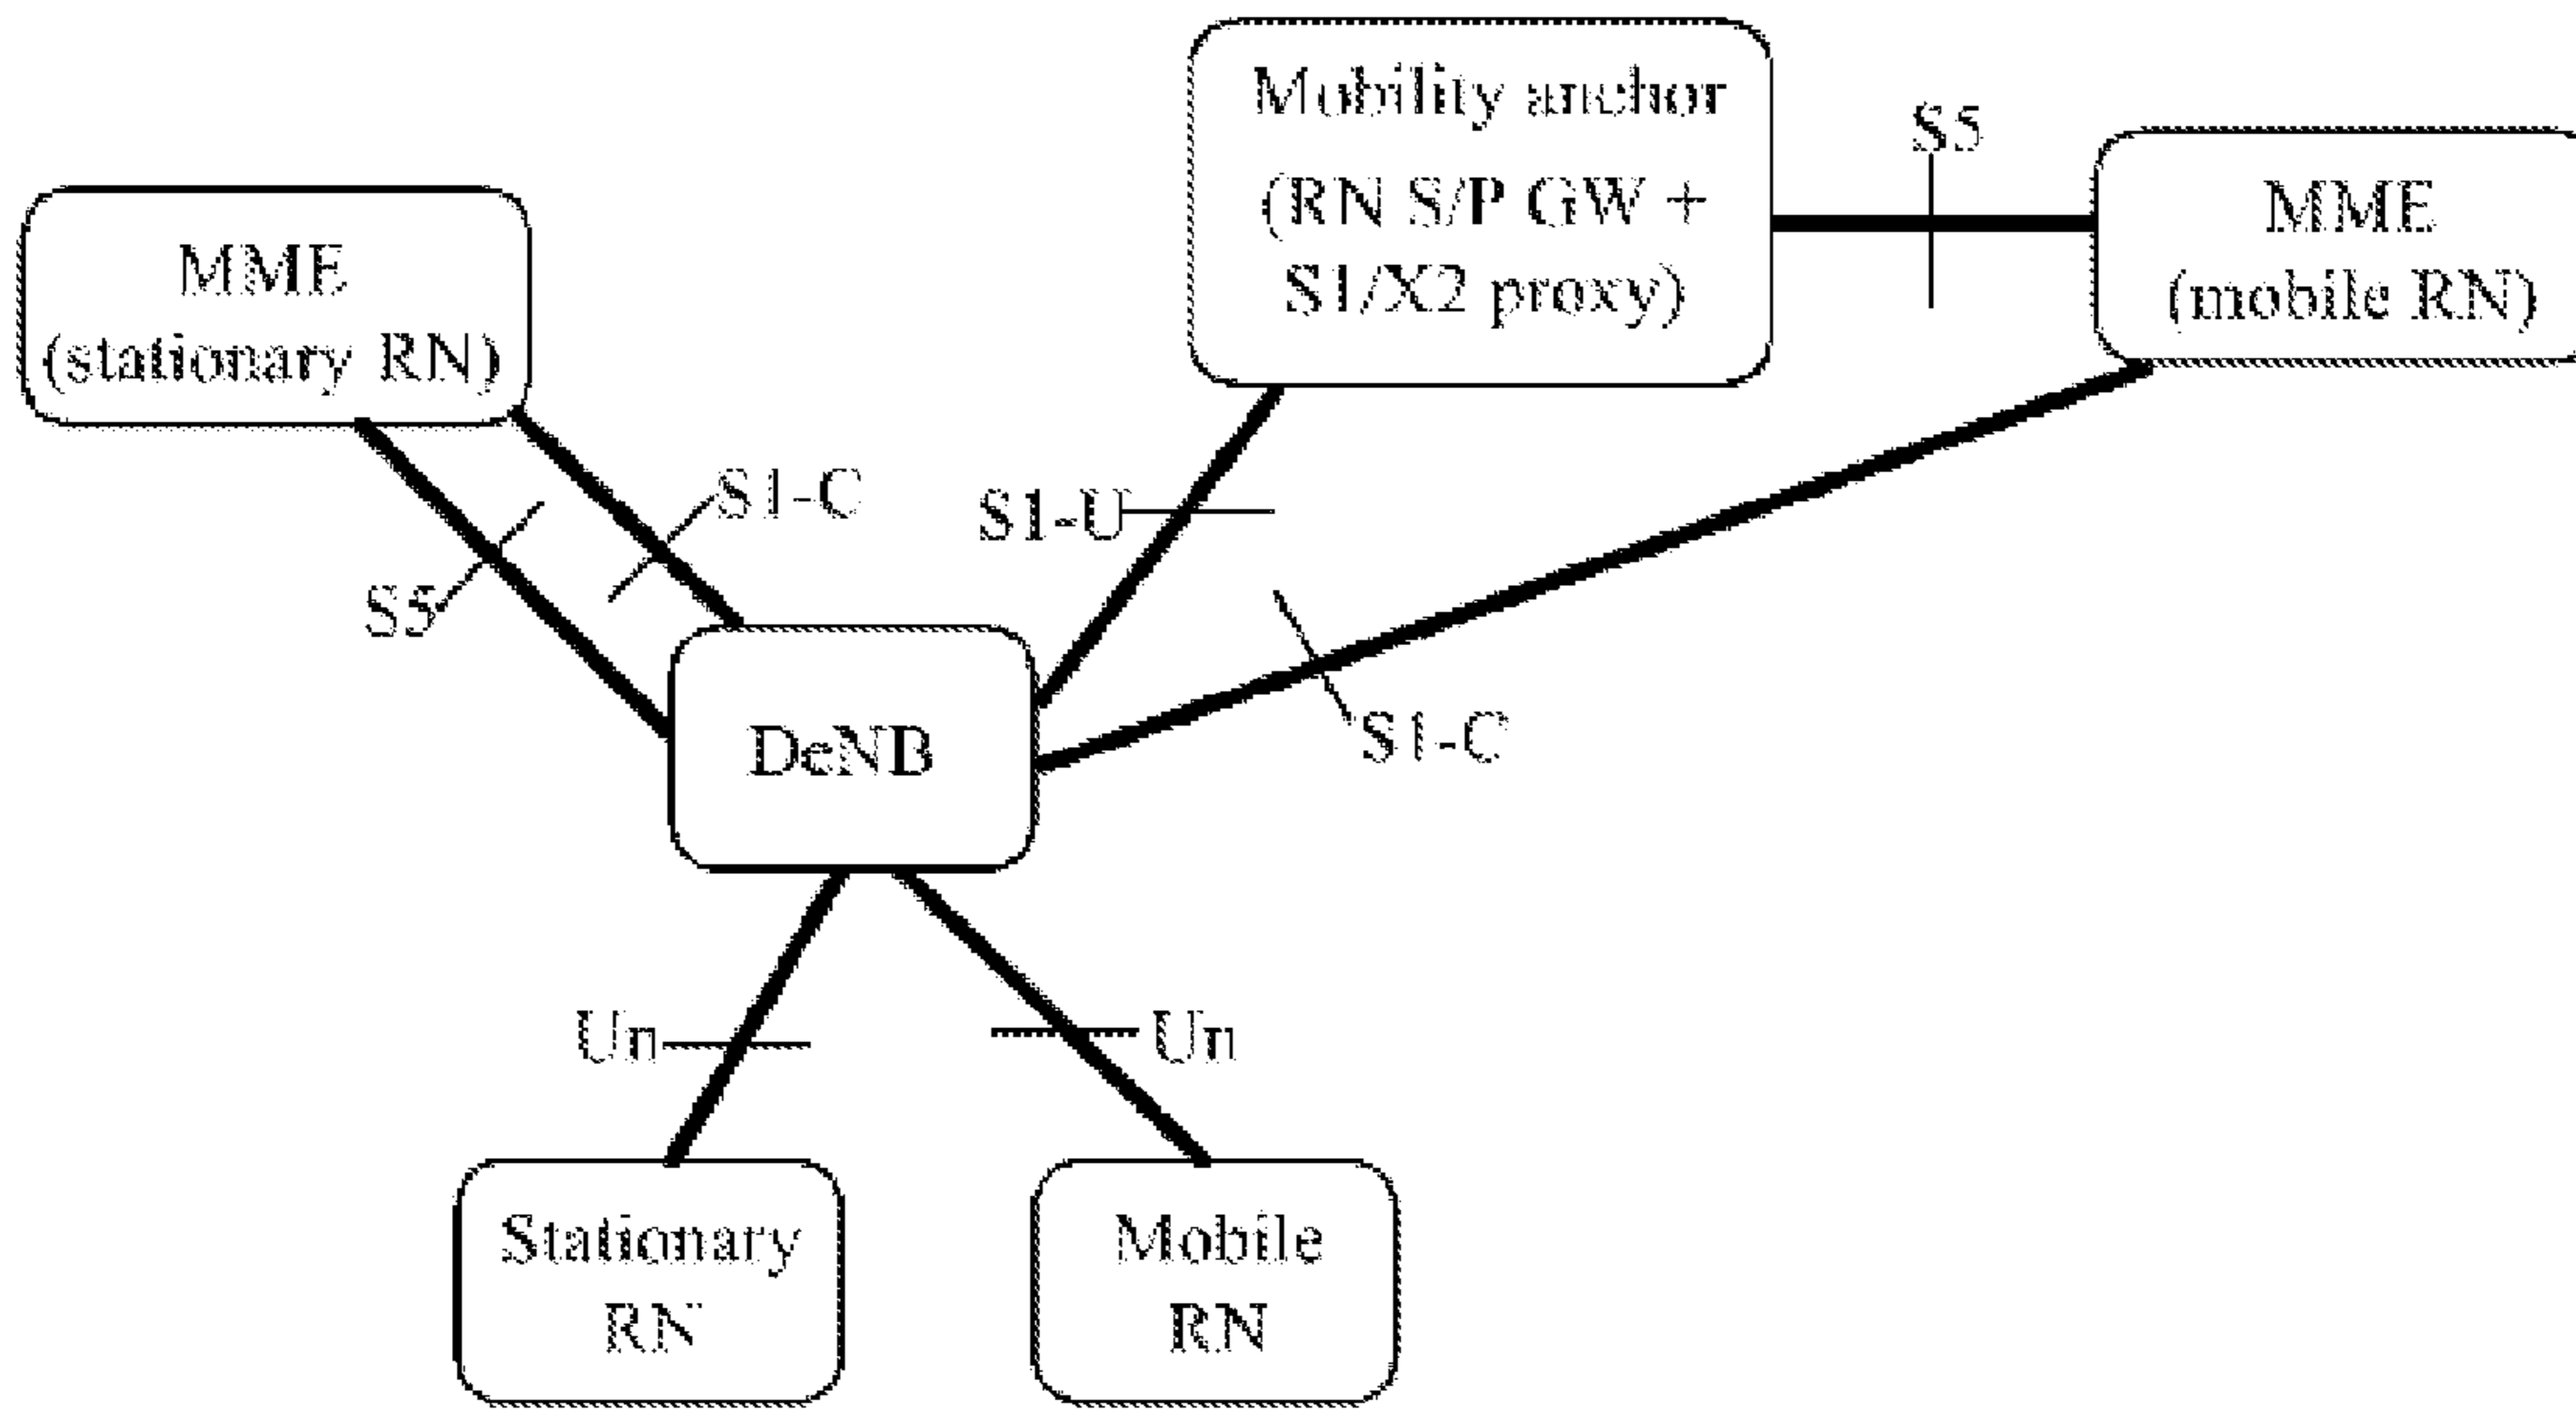 Mobility anchor
(RN S/P GW +
S1/X2 proxy)
S5
MME
(mobile RN)
MME
(stationary RN)
S1-C
S1-U
S5
S1-C
DeNB
Un
Un
Stationary
RN
Mobile
RN